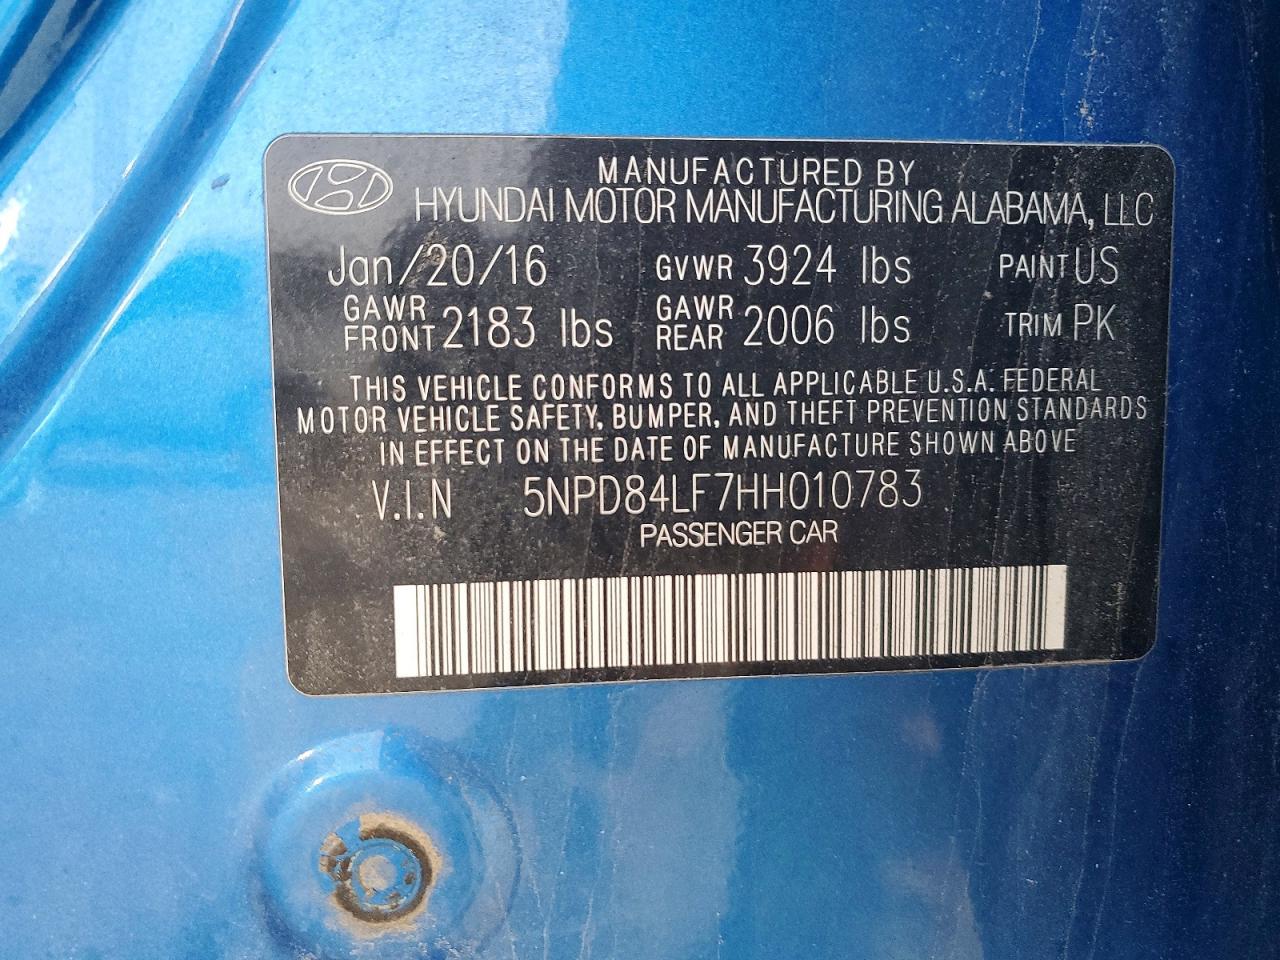 MANUFACTURED BY
HYUNDAI MOTOR MANUFACTURING ALABAMA, LLC
Jan/20/16 GVWR 3924 lbs PAINT US
GAWR FRONT 2183 lbs GAWR REAR 2006 lbs TRIM PK
THIS VEHICLE CONFORMS TO ALL APPLICABLE U.S.A. FEDERAL
MOTOR VEHICLE SAFETY, BUMPER, AND THEFT PREVENTION STANDARDS
IN EFFECT ON THE DATE OF MANUFACTURE SHOWN ABOVE
V.I.N 5NPD84LF7HH010783
PASSENGER CAR